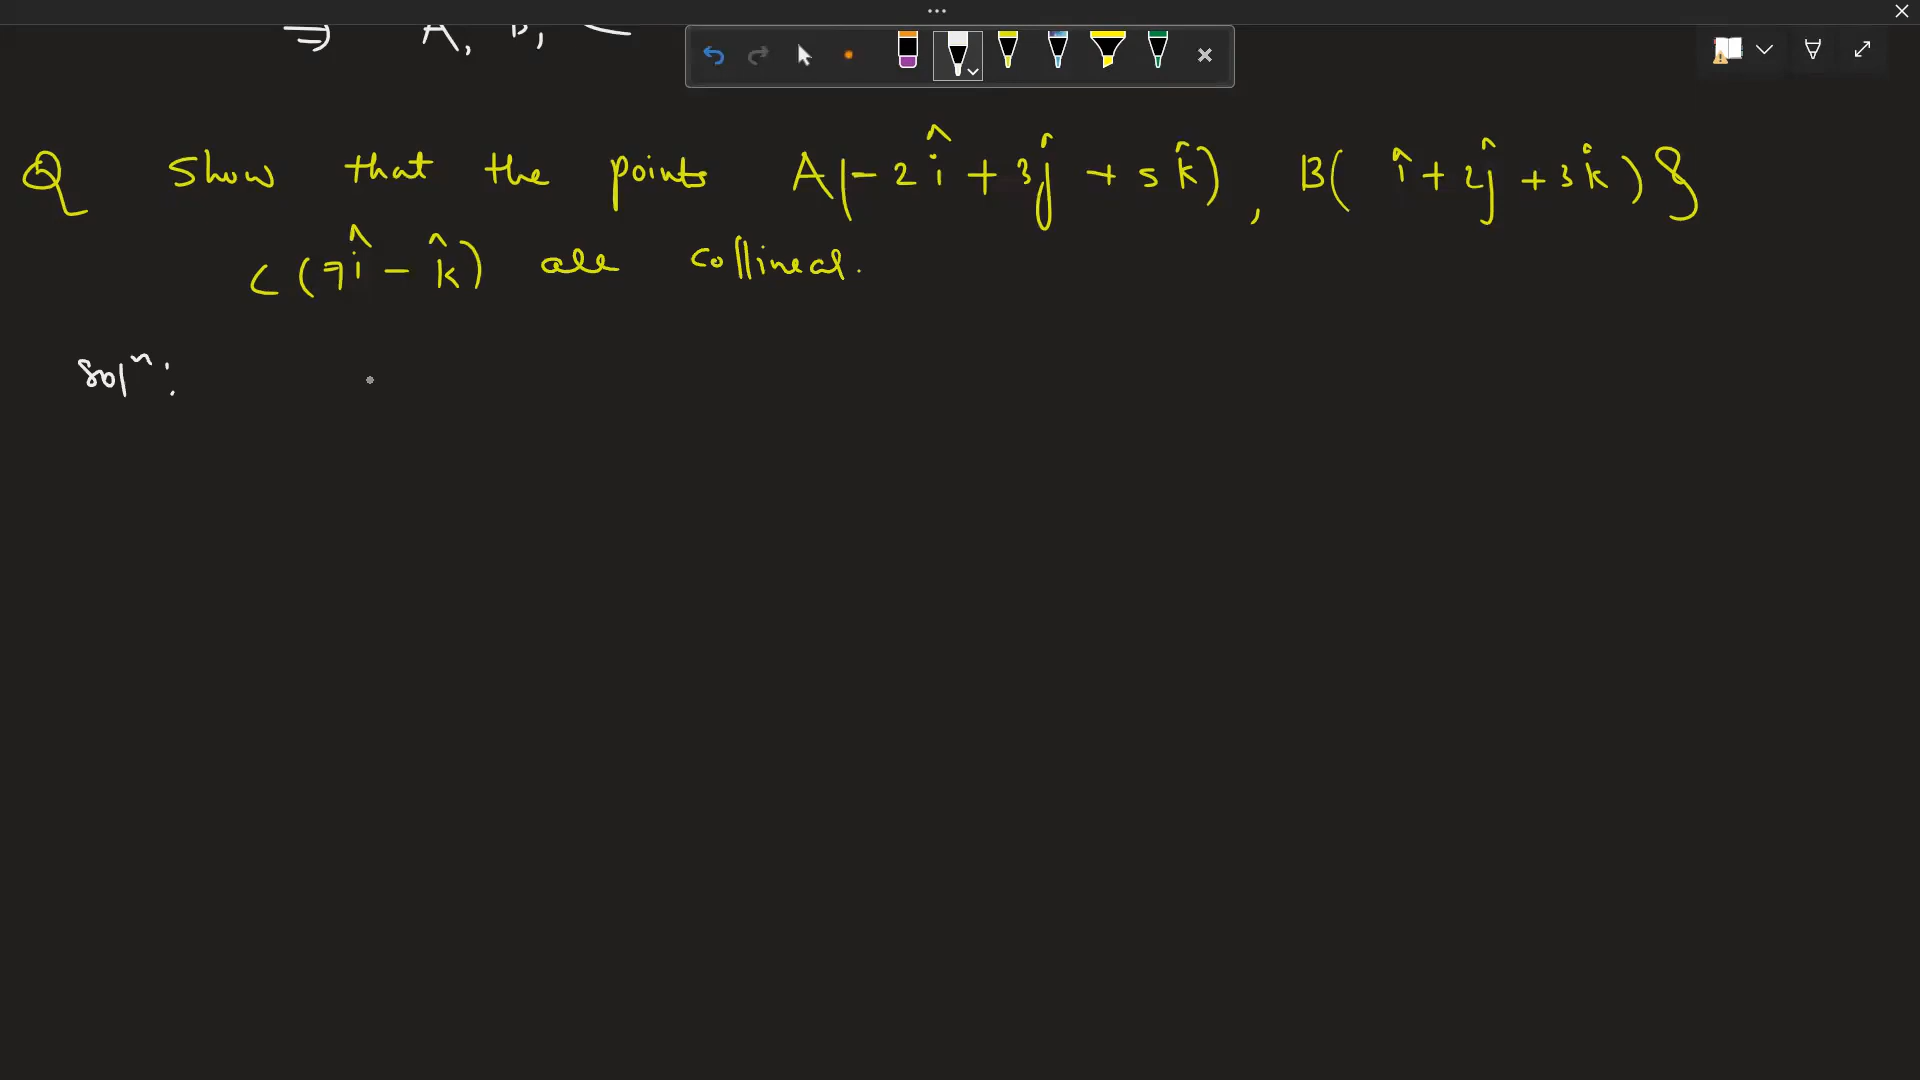 ⇒ A, B, C
Q Show that the points A(-2î + 3ĵ + 5k̂), B(î + 2ĵ + 3k̂) &
C(7î - k̂) are collinear.
Solⁿ: